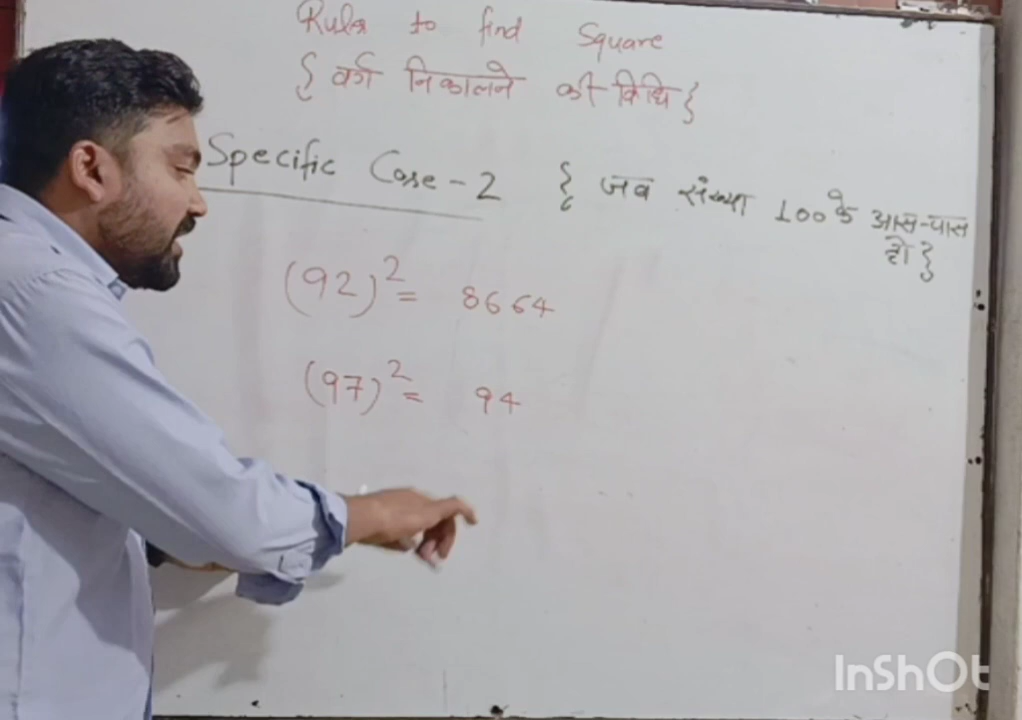 Rule to find Square
{ वर्ग निकालने की विधि }
Specific Case - 2 { जब संख्या 100 के आस-पास
हो }
(92)² = 8664
(97)² = 94
InShOt